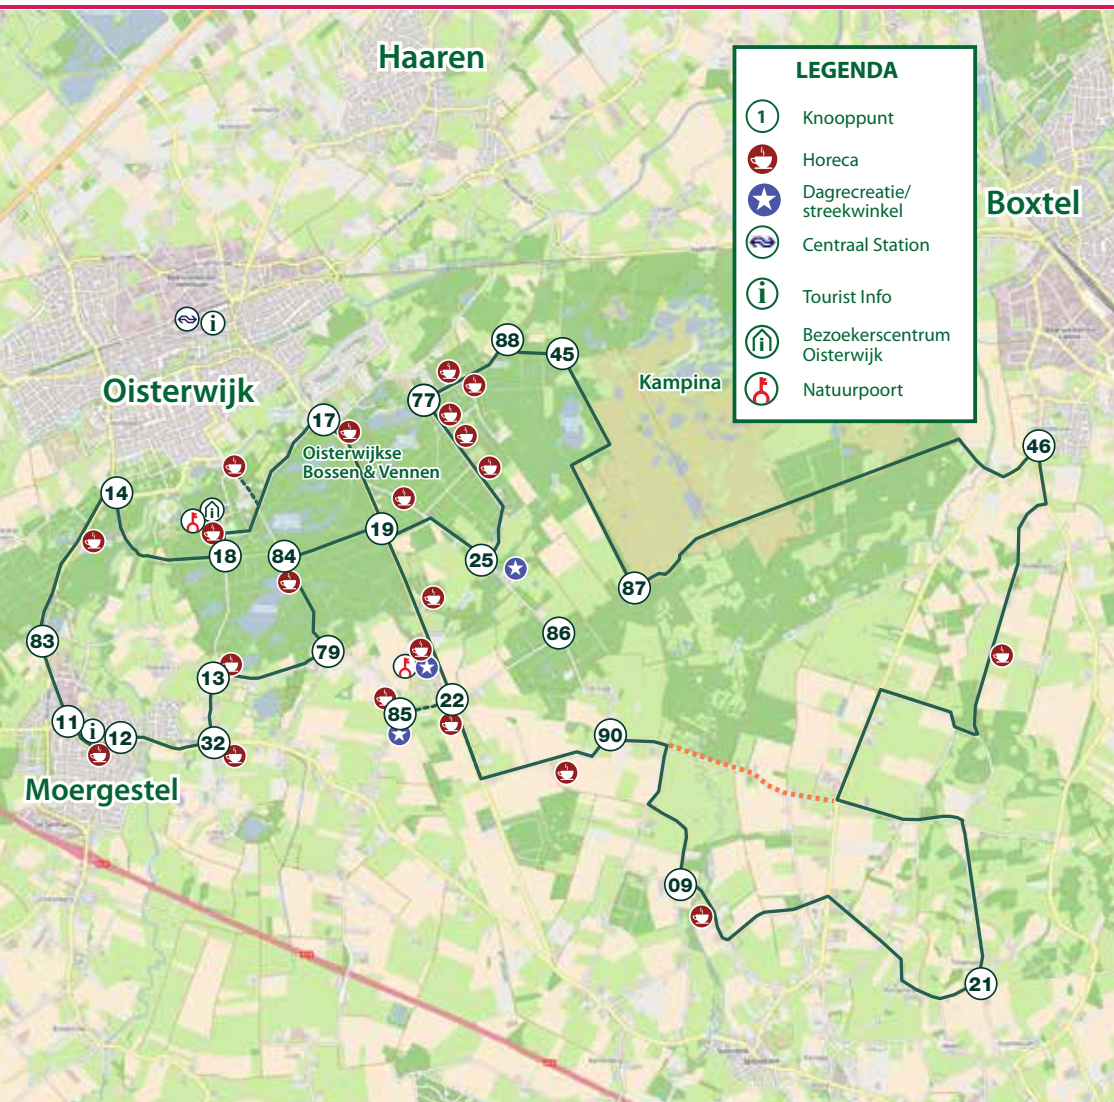 Haaren
LEGENDA
1 Knooppunt
Horeca
Dagrecreatie/
streekwinkel
Centraal Station
i Tourist Info
i Bezoekerscentrum
Oisterwijk
Natuurpoort
Boxtel
i
88
45
Kampina
Oisterwijk
77
17
46
Oisterwijkse
Bossen & Vennen
14
i
19
18
84
25
87
86
83
79
13
22
85
11
i
12
32
90
Moergestel
09
21